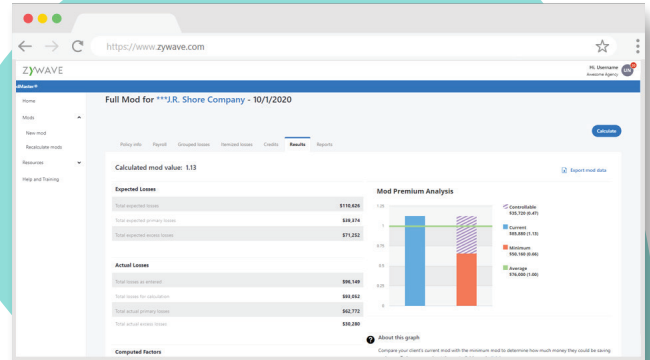 https://www.zywave.com
ZYWAVE
Hi, Username
Awesome Agency
Home
Mods
New mod
Recalculate mods
Resources
Help and Training
Full Mod for ***J.R. Shore Company - 10/1/2020
Calculate
Policy info Payroll Grouped losses Itemized losses Credits Results Reports
Calculated mod value: 1.13
Export mod data
Expected Losses
Total expected losses $110,626
Total expected primary losses $39,374
Total expected excess losses $71,252
Actual Losses
Total losses as entered $96,149
Total losses for calculation $93,052
Total actual primary losses $62,772
Total actual excess losses $30,280
Computed Factors
Mod Premium Analysis
1.25
1
0.75
0.5
0.25
0
Controllable
$35,720 (0.47)
Current
$85,880 (1.13)
Minimum
$50,160 (0.66)
Average
$76,000 (1.00)
About this graph
Compare your client's current mod with the minimum mod to determine how much money they could be saving